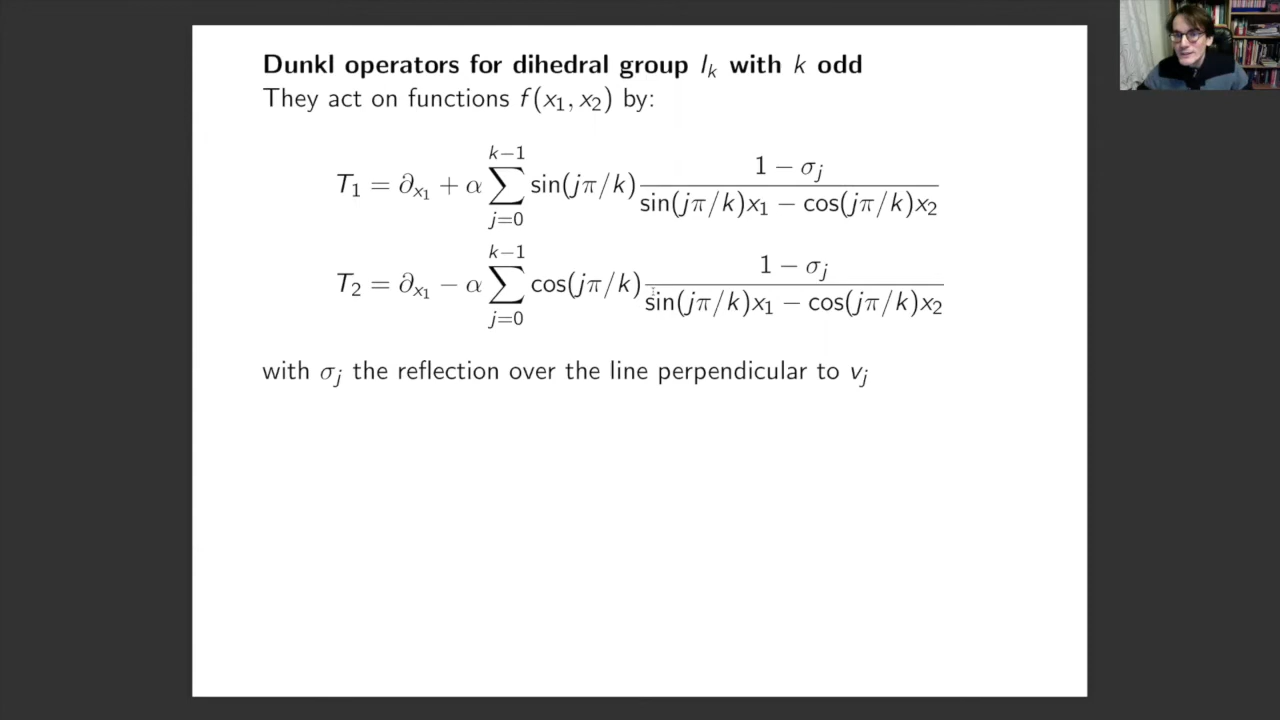 Dunkl operators for dihedral group I_k with k odd
They act on functions f(x_1, x_2) by:
T_1 = ∂_{x_1} + α ∑_{j=0}^{k−1} sin(jπ/k) \frac{1 − σ_j}{sin(jπ/k)x_1 − cos(jπ/k)x_2}
T_2 = ∂_{x_1} − α ∑_{j=0}^{k−1} cos(jπ/k) \frac{1 − σ_j}{sin(jπ/k)x_1 − cos(jπ/k)x_2}
with σ_j the reflection over the line perpendicular to v_j